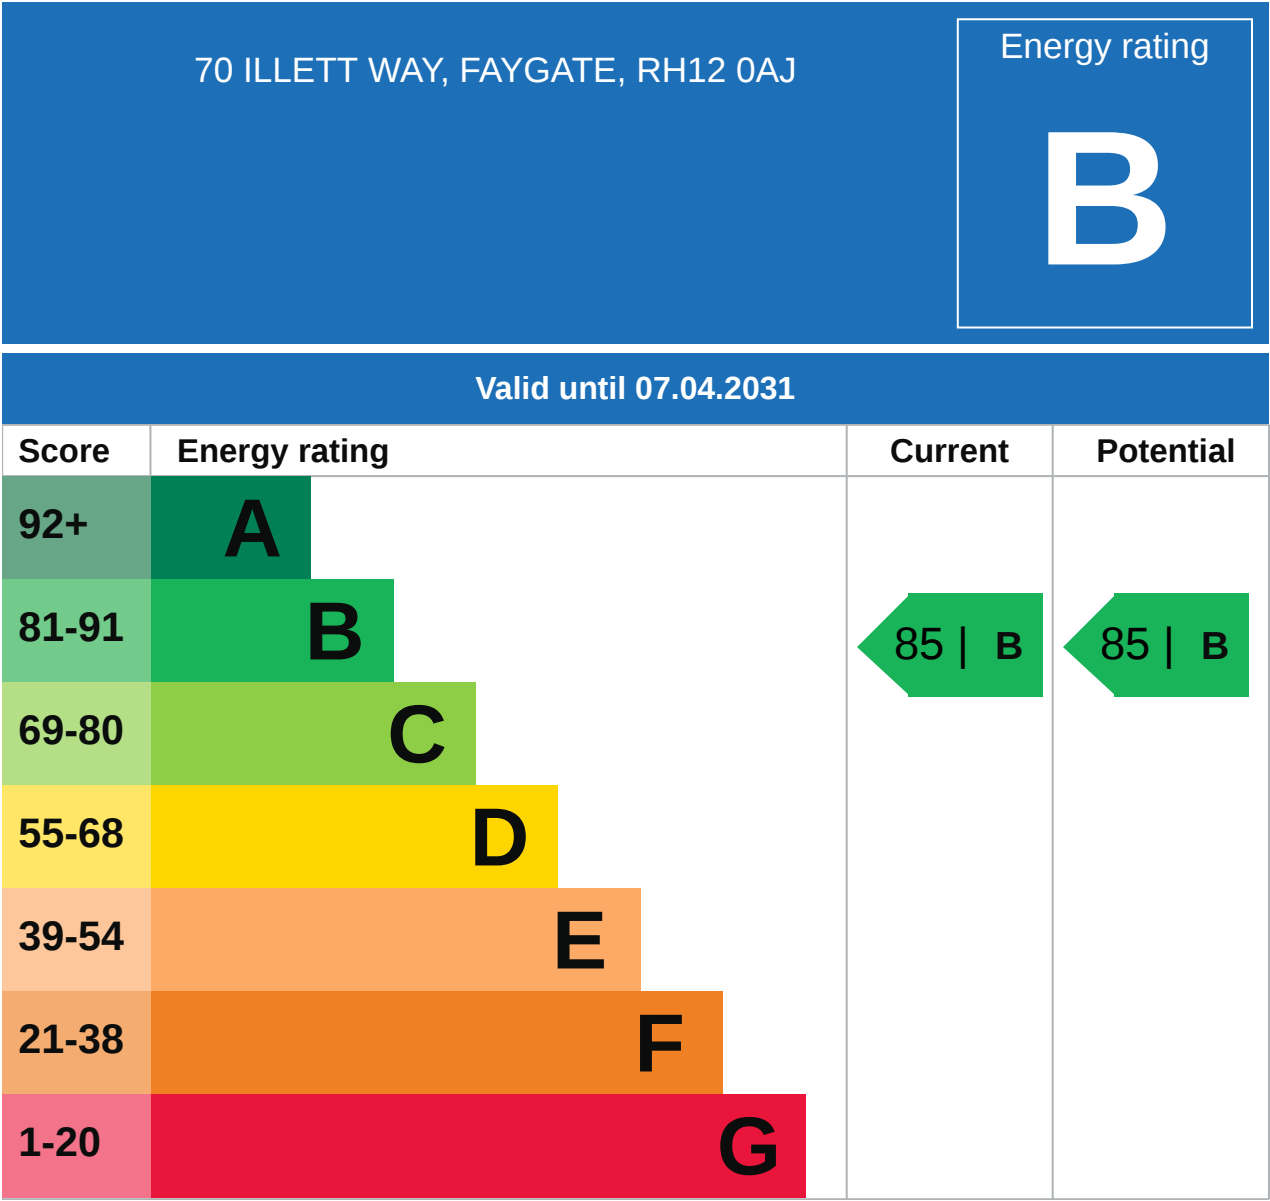 70 ILLETT WAY, FAYGATE, RH12 0AJ
Energy rating
B
Valid until 07.04.2031
Score Energy rating Current Potential
92+ A
81-91 B 85 | B 85 | B
69-80 C
55-68 D
39-54 E
21-38 F
1-20 G